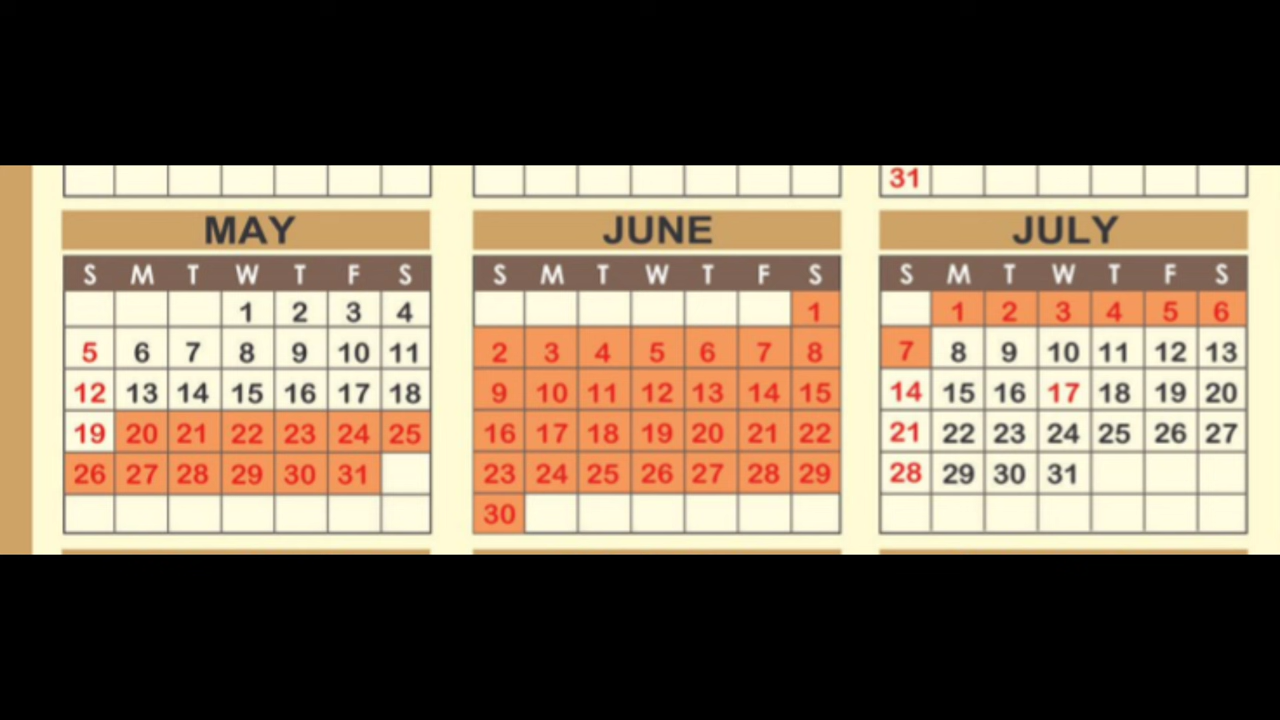 31
MAY
S M T W T F S
1 2 3 4
5 6 7 8 9 10 11
12 13 14 15 16 17 18
19 20 21 22 23 24 25
26 27 28 29 30 31
JUNE
S M T W T F S
1
2 3 4 5 6 7 8
9 10 11 12 13 14 15
16 17 18 19 20 21 22
23 24 25 26 27 28 29
30
JULY
S M T W T F S
1 2 3 4 5 6
7 8 9 10 11 12 13
14 15 16 17 18 19 20
21 22 23 24 25 26 27
28 29 30 31